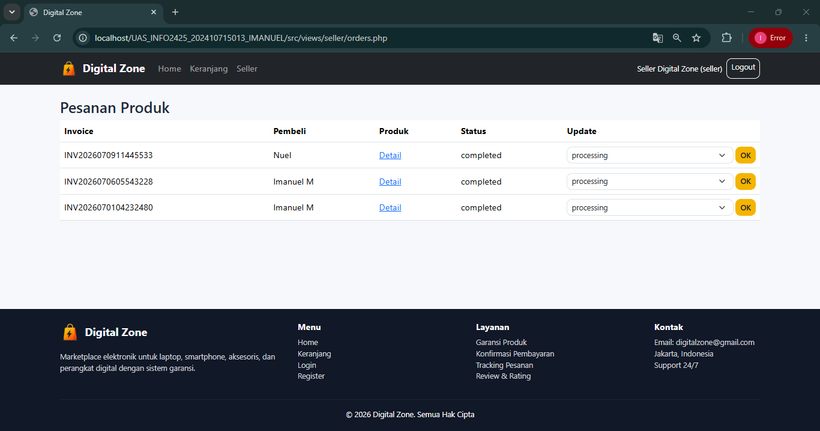 Digital Zone
localhost/UAS_INFO2425_202410715013_IMANUEL/src/views/seller/orders.php
I Error
Digital Zone Home Keranjang Seller Seller Digital Zone (seller) Logout
Pesanan Produk
Invoice Pembeli Produk Status Update
INV2026070911445533 Nuel Detail completed processing OK
INV2026070605543228 Imanuel M Detail completed processing OK
INV2026070104232480 Imanuel M Detail completed processing OK
Digital Zone
Marketplace elektronik untuk laptop, smartphone, aksesoris, dan
perangkat digital dengan sistem garansi.
Menu
Home
Keranjang
Login
Register
Layanan
Garansi Produk
Konfirmasi Pembayaran
Tracking Pesanan
Review & Rating
Kontak
Email: digitalzone@gmail.com
Jakarta, Indonesia
Support 24/7
© 2026 Digital Zone. Semua Hak Cipta